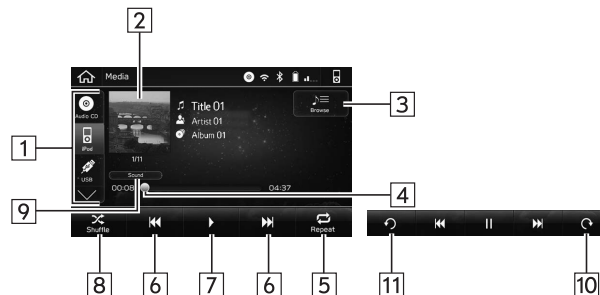 2
Media
Audio CD
Title 01
Artist 01
Album 01
Browse
3
1
iPod
USB
1/11
Sound
00:08
04:37
4
9
Shuffle
Repeat
8
6
7
6
5
11
10